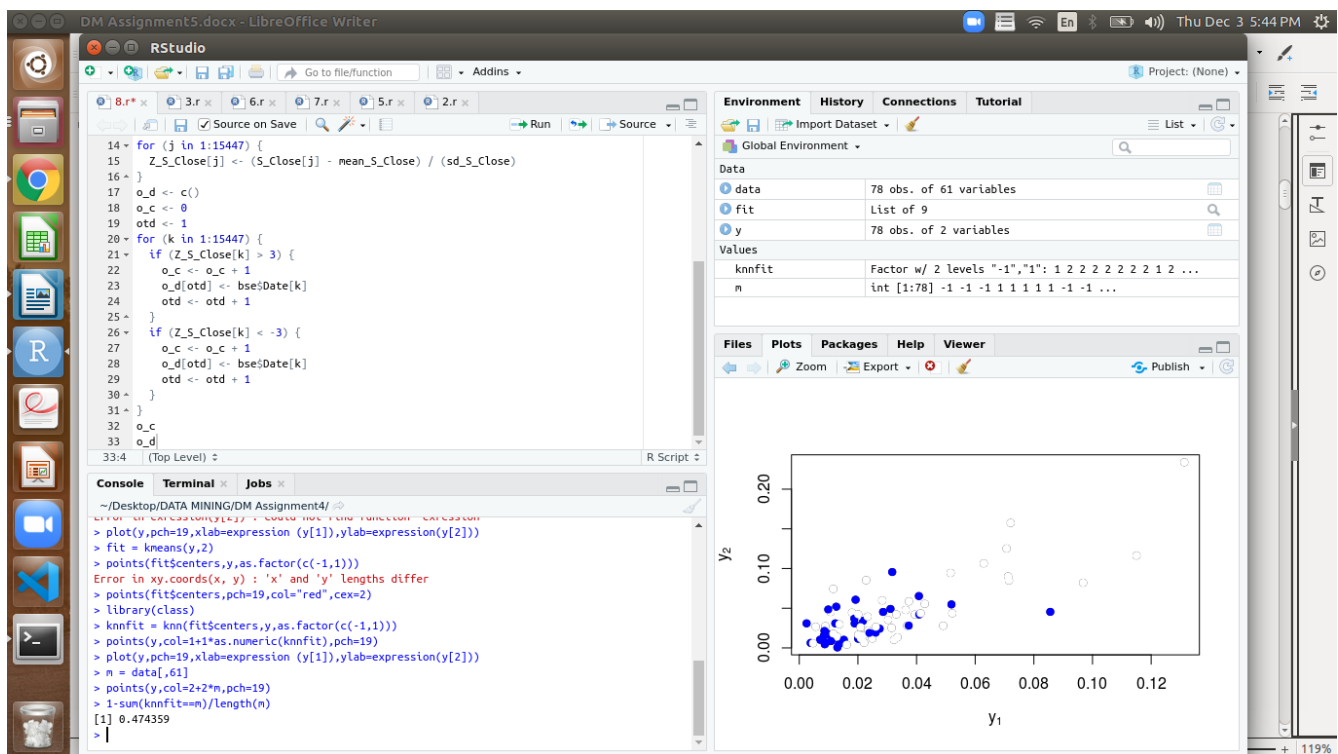 DM Assignment5.docx - LibreOffice Writer
En
Thu Dec 3 5:44 PM
RStudio
Go to file/function
Addins
Project: (None)
8.r*
3.r
6.r
7.r
5.r
2.r
Source on Save
Run
Source
14 for (j in 1:15447) {
15 Z_S_Close[j] <- (S_Close[j] - mean_S_Close) / (sd_S_Close)
16 }
17 o_d <- c()
18 o_c <- 0
19 otd <- 1
20 for (k in 1:15447) {
21 if (Z_S_Close[k] > 3) {
22 o_c <- o_c + 1
23 o_d[otd] <- bse$Date[k]
24 otd <- otd + 1
25 }
26 if (Z_S_Close[k] < -3) {
27 o_c <- o_c + 1
28 o_d[otd] <- bse$Date[k]
29 otd <- otd + 1
30 }
31 }
32 o_c
33 o_d
33:4 (Top Level)
R Script
Console Terminal Jobs
~/Desktop/DATA MINING/DM Assignment4/
Error in exression(y[2]) : could not find function "exression"
> plot(y,pch=19,xlab=expression (y[1]),ylab=expression(y[2]))
> fit = kmeans(y,2)
> points(fit$centers,y,as.factor(c(-1,1)))
Error in xy.coords(x, y) : 'x' and 'y' lengths differ
> points(fit$centers,pch=19,col="red",cex=2)
> library(class)
> knnfit = knn(fit$centers,y,as.factor(c(-1,1)))
> points(y,col=1+1*as.numeric(knnfit),pch=19)
> plot(y,pch=19,xlab=expression (y[1]),ylab=expression(y[2]))
> m = data[,61]
> points(y,col=2+2*m,pch=19)
> 1-sum(knnfit==m)/length(m)
[1] 0.474359
>
Environment History Connections Tutorial
Import Dataset
List
Global Environment
Data
data 78 obs. of 61 variables
fit List of 9
y 78 obs. of 2 variables
Values
knnfit Factor w/ 2 levels "-1","1": 1 2 2 2 2 2 2 2 1 2 ...
m int [1:78] -1 -1 -1 1 1 1 1 1 -1 -1 ...
Files Plots Packages Help Viewer
Zoom
Export
Publish
0.20
0.10
0.00
y2
0.00 0.02 0.04 0.06 0.08 0.10 0.12
y1
119%